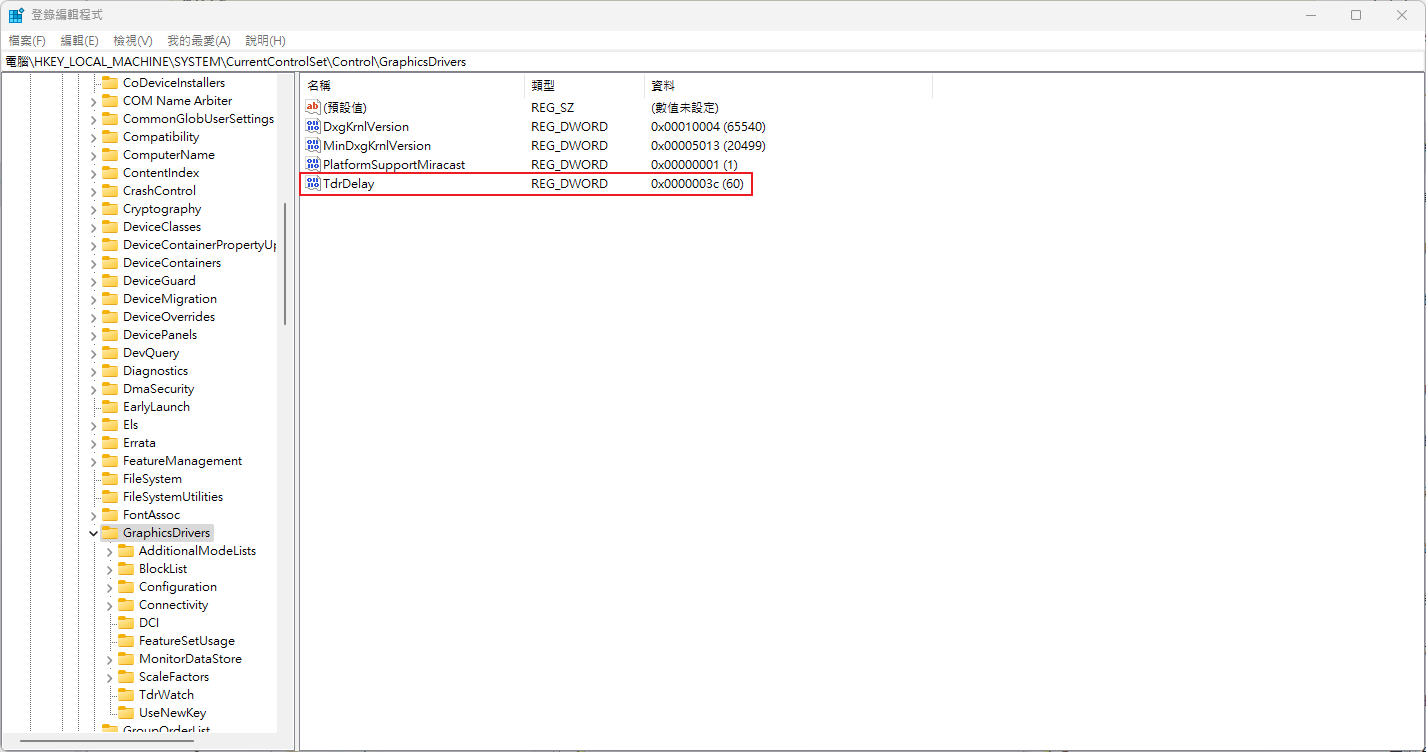 登錄編輯程式
檔案(F) 編輯(E) 檢視(V) 我的最愛(A) 說明(H)
電腦\HKEY_LOCAL_MACHINE\SYSTEM\CurrentControlSet\Control\GraphicsDrivers
CoDeviceInstallers
COM Name Arbiter
CommonGlobUserSettings
Compatibility
ComputerName
ContentIndex
CrashControl
Cryptography
DeviceClasses
DeviceContainerPropertyUp
DeviceContainers
DeviceGuard
DeviceMigration
DeviceOverrides
DevicePanels
DevQuery
Diagnostics
DmaSecurity
EarlyLaunch
Els
Errata
FeatureManagement
FileSystem
FileSystemUtilities
FontAssoc
GraphicsDrivers
AdditionalModeLists
BlockList
Configuration
Connectivity
DCI
FeatureSetUsage
MonitorDataStore
ScaleFactors
TdrWatch
UseNewKey
GroupOrderList
名稱 類型 資料
(預設值) REG_SZ (數值未設定)
DxgKrnlVersion REG_DWORD 0x00010004 (65540)
MinDxgKrnlVersion REG_DWORD 0x00005013 (20499)
PlatformSupportMiracast REG_DWORD 0x00000001 (1)
TdrDelay REG_DWORD 0x0000003c (60)